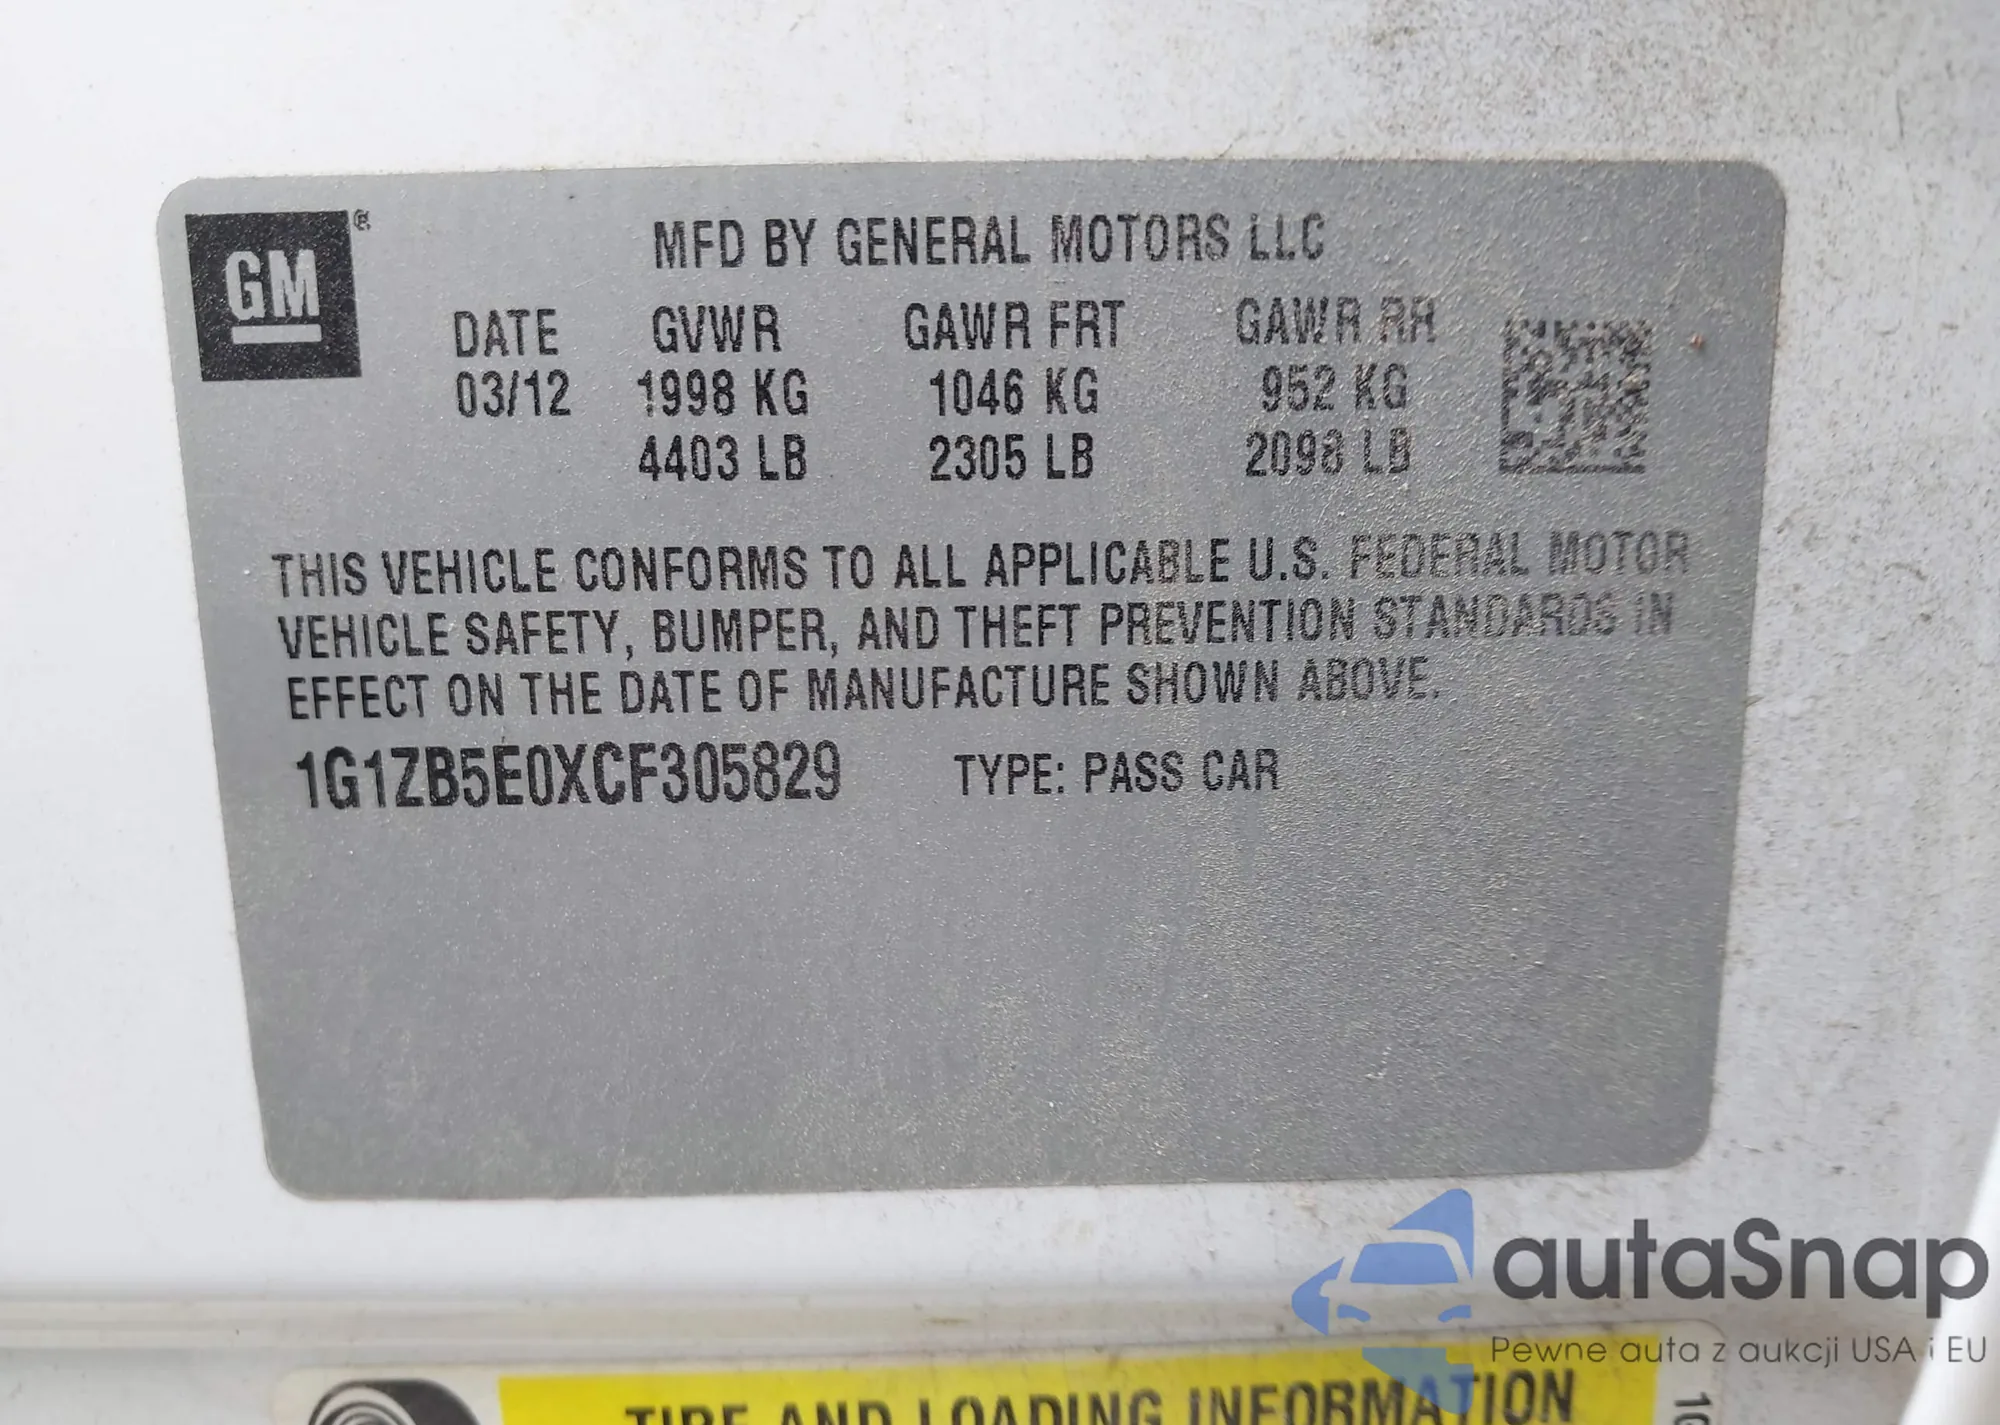 GM ®
MFD BY GENERAL MOTORS LLC
DATE GVWR GAWR FRT GAWR RR
03/12 1998 KG 1046 KG 952 KG
4403 LB 2305 LB 2098 LB
THIS VEHICLE CONFORMS TO ALL APPLICABLE U.S. FEDERAL MOTOR
VEHICLE SAFETY, BUMPER, AND THEFT PREVENTION STANDARDS IN
EFFECT ON THE DATE OF MANUFACTURE SHOWN ABOVE.
1G1ZB5E0XCF305829 TYPE: PASS CAR
autaSnap
Pewne auta z aukcji USA i EU
TIRE AND LOADING INFORMATION